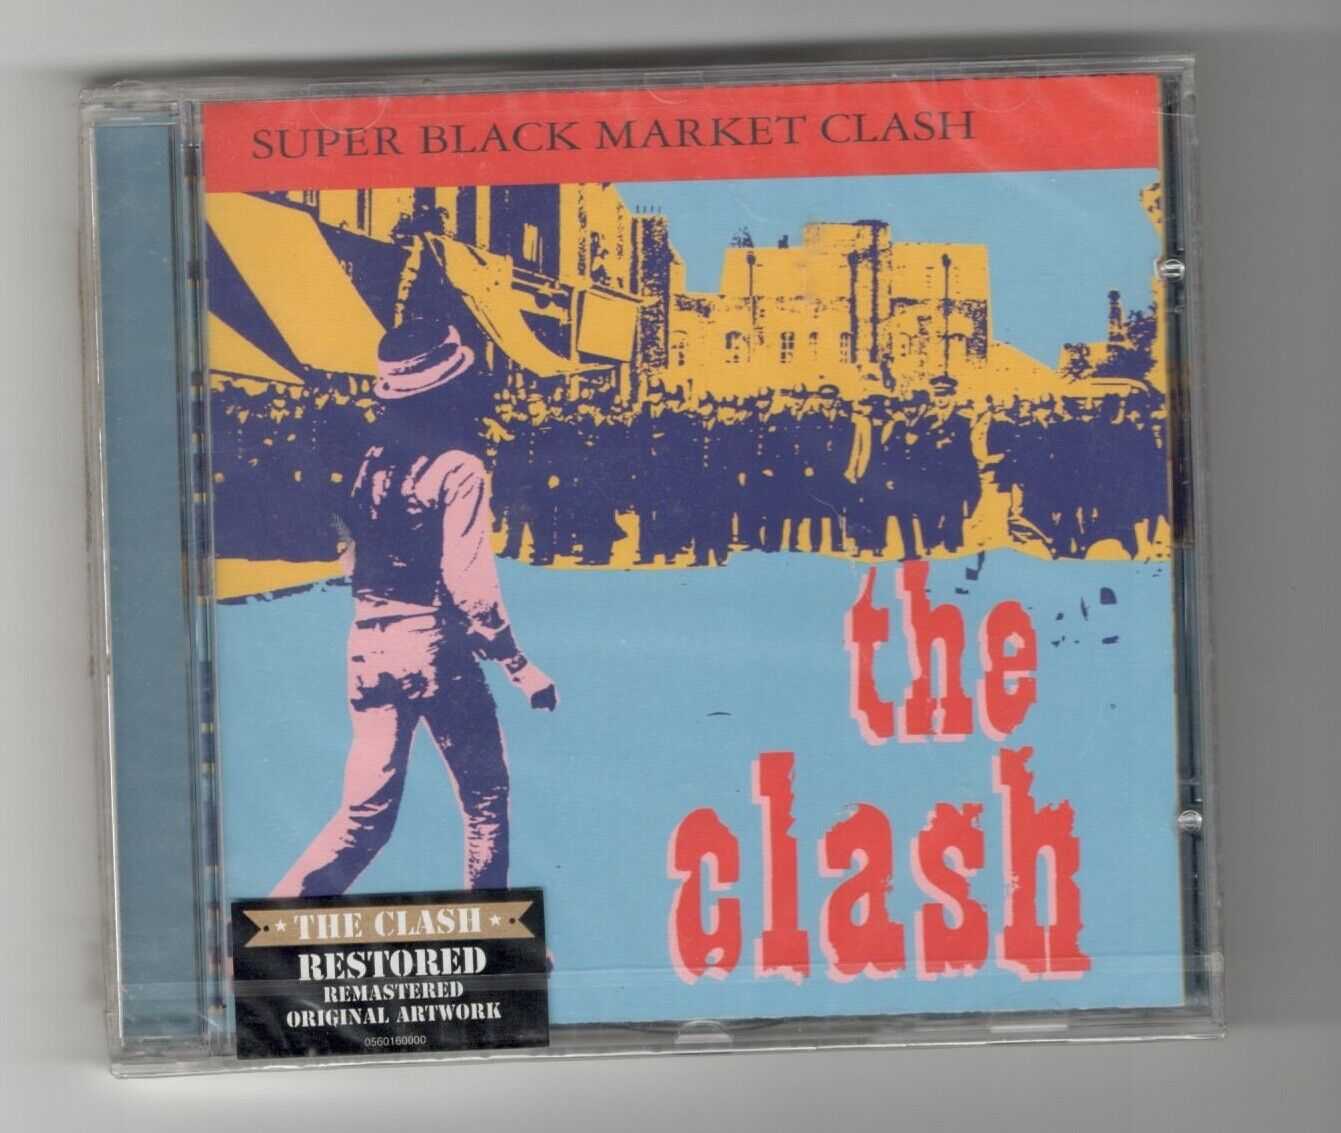 SUPER BLACK MARKET CLASH
the
clash
THE CLASH
RESTORED
REMASTERED
ORIGINAL ARTWORK
0560160000